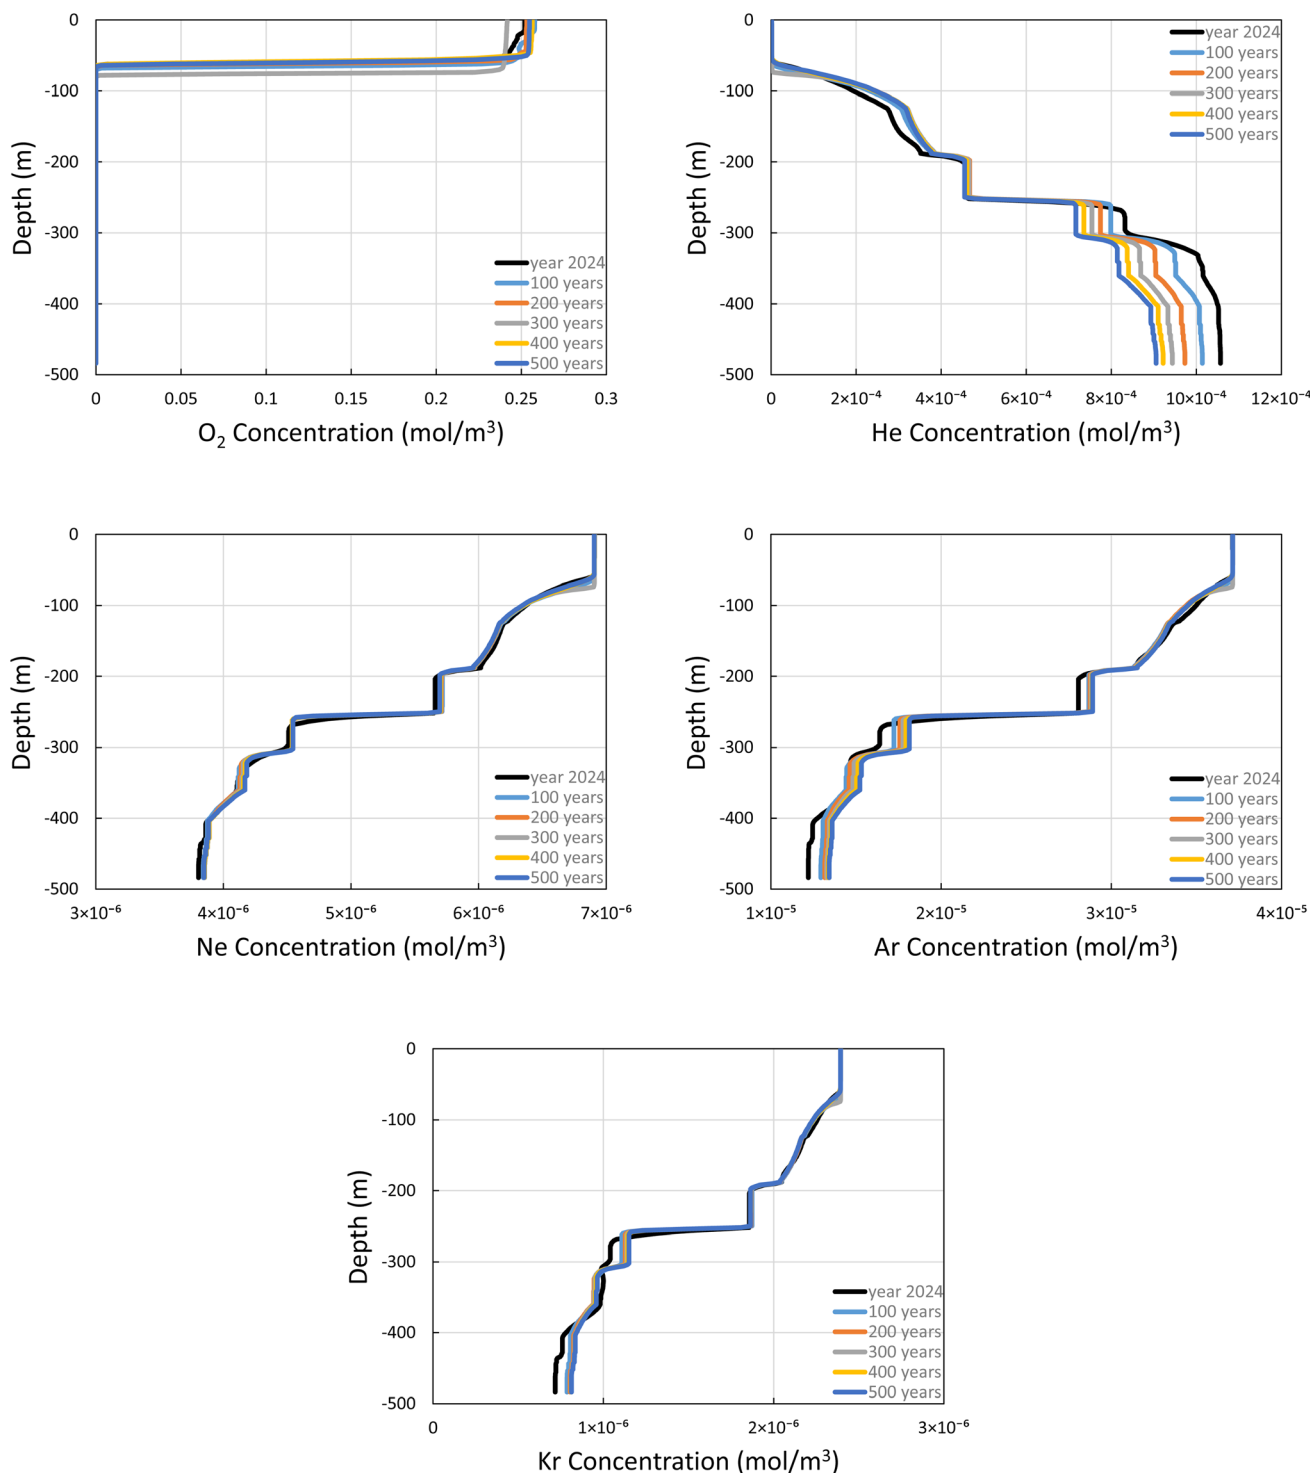 0
-100
-200
-300
-400
-500
Depth (m)
year 2024
100 years
200 years
300 years
400 years
500 years
0 0.05 0.1 0.15 0.2 0.25 0.3
O₂ Concentration (mol/m³)
0
-100
-200
-300
-400
-500
Depth (m)
year 2024
100 years
200 years
300 years
400 years
500 years
0 2×10⁻⁴ 4×10⁻⁴ 6×10⁻⁴ 8×10⁻⁴ 10×10⁻⁴ 12×10⁻⁴
He Concentration (mol/m³)
0
-100
-200
-300
-400
-500
Depth (m)
year 2024
100 years
200 years
300 years
400 years
500 years
3×10⁻⁶ 4×10⁻⁶ 5×10⁻⁶ 6×10⁻⁶ 7×10⁻⁶
Ne Concentration (mol/m³)
0
-100
-200
-300
-400
-500
Depth (m)
year 2024
100 years
200 years
300 years
400 years
500 years
1×10⁻⁵ 2×10⁻⁵ 3×10⁻⁵ 4×10⁻⁵
Ar Concentration (mol/m³)
0
-100
-200
-300
-400
-500
Depth (m)
year 2024
100 years
200 years
300 years
400 years
500 years
0 1×10⁻⁶ 2×10⁻⁶ 3×10⁻⁶
Kr Concentration (mol/m³)